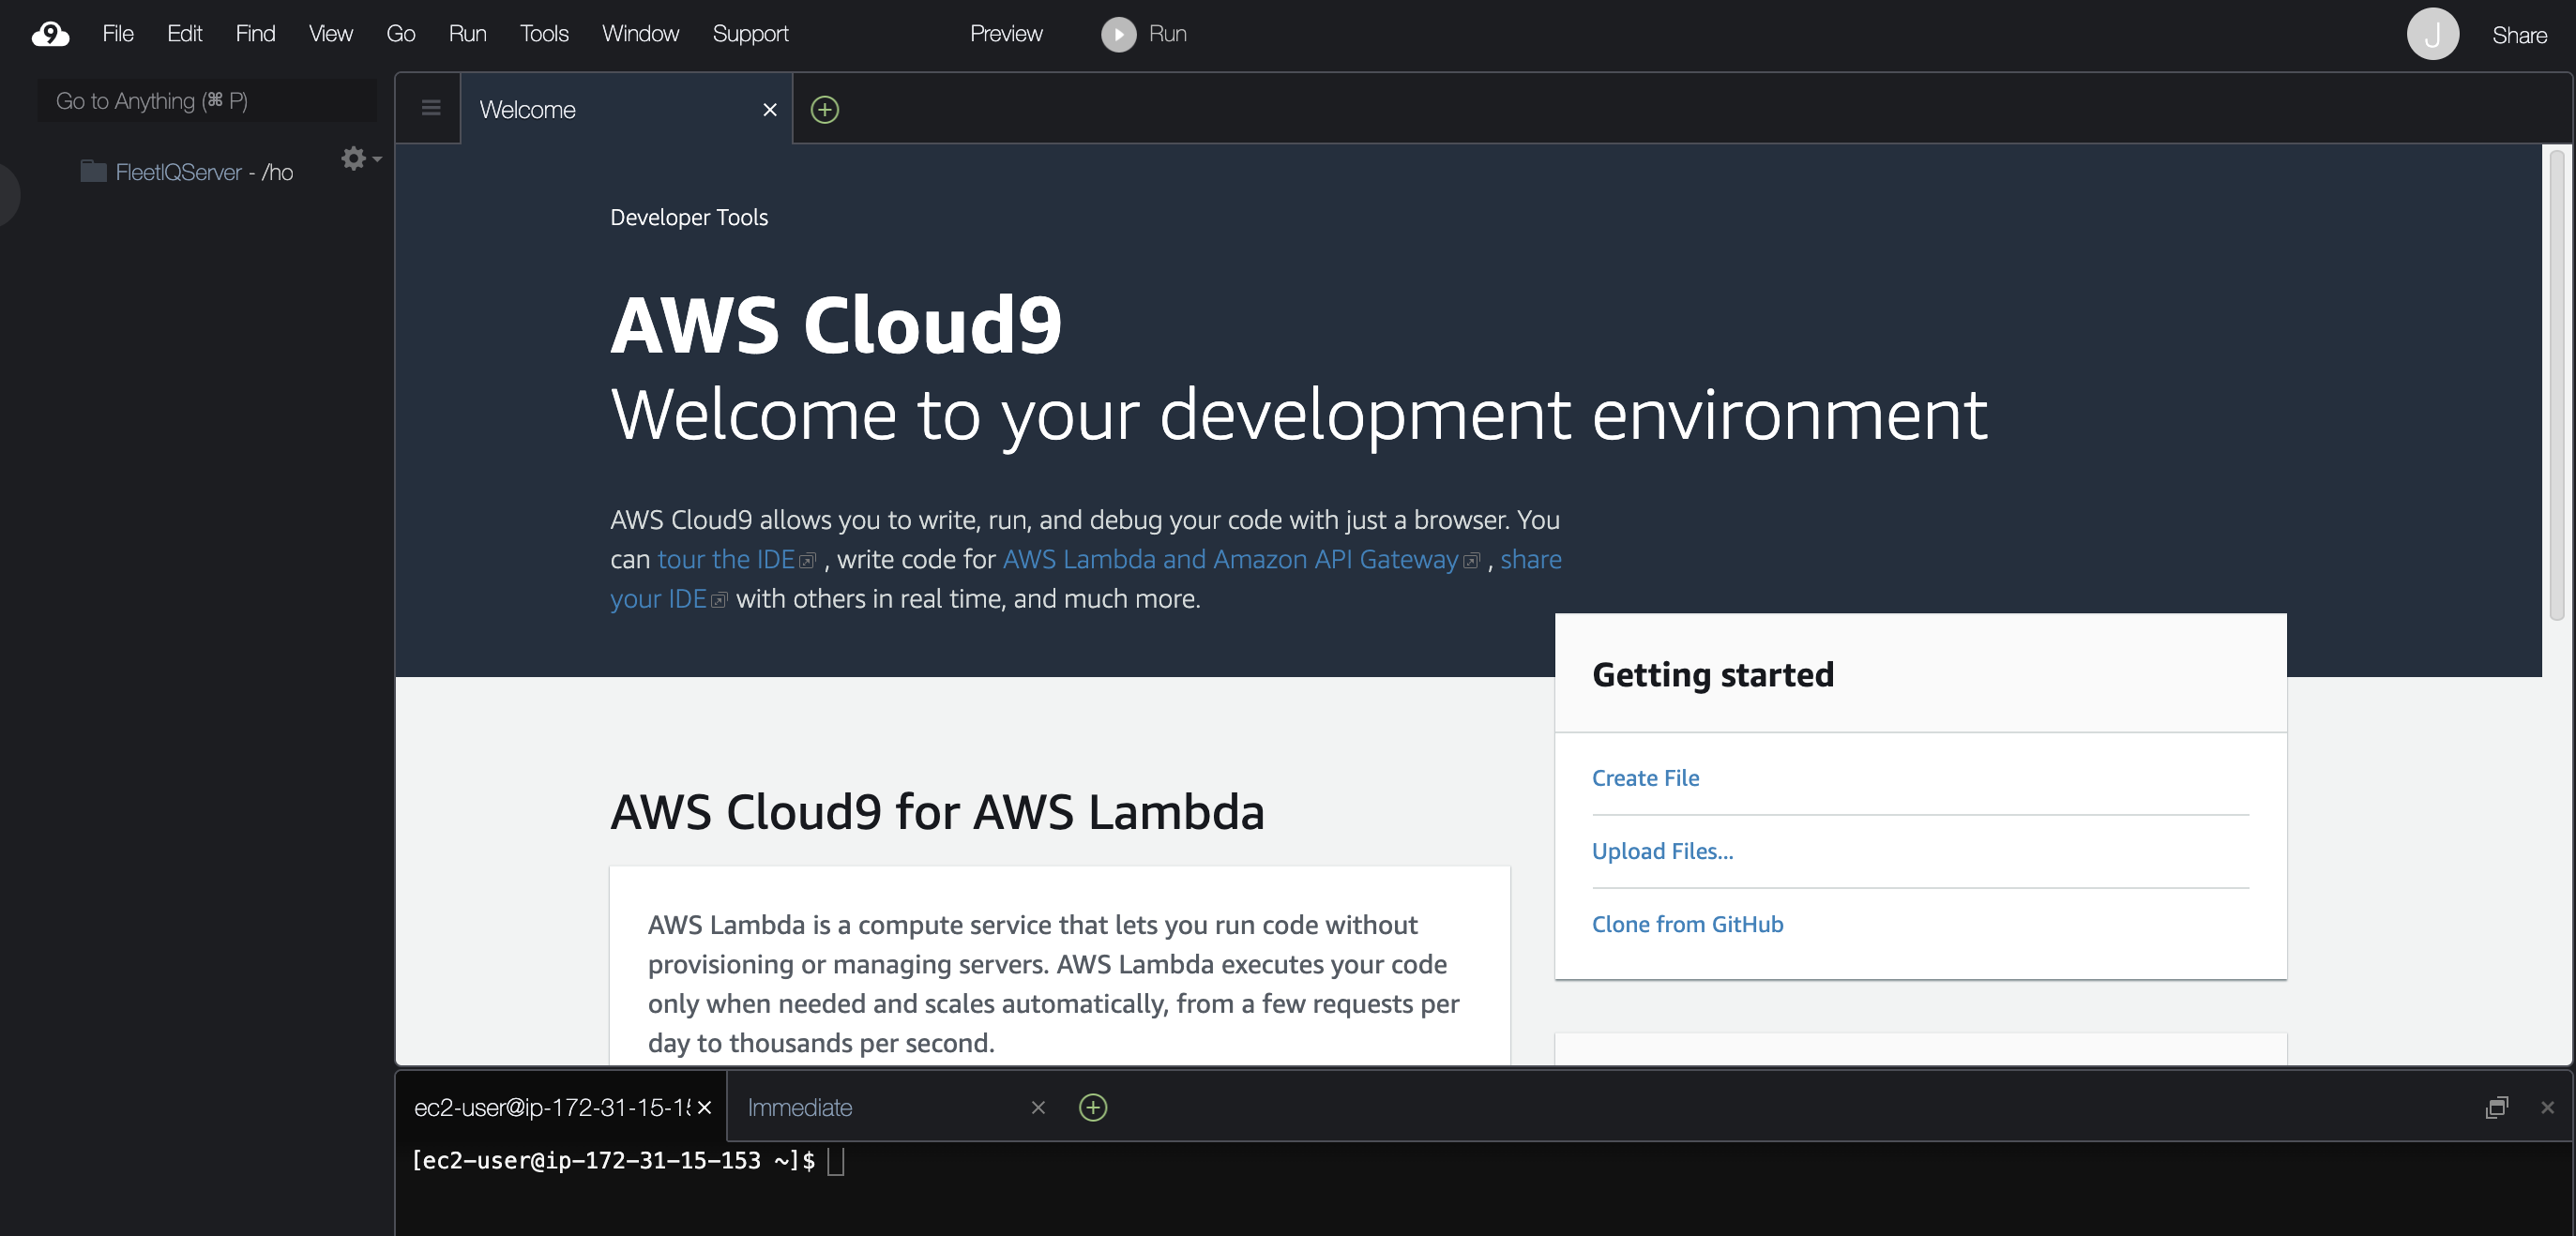 9 File Edit Find View Go Run Tools Window Support Preview Run J Share
Go to Anything (⌘ P)
FleetIQServer - /ho
Welcome
Developer Tools
AWS Cloud9
Welcome to your development environment
AWS Cloud9 allows you to write, run, and debug your code with just a browser. You
can tour the IDE , write code for AWS Lambda and Amazon API Gateway , share
your IDE with others in real time, and much more.
Getting started
Create File
Upload Files...
Clone from GitHub
AWS Cloud9 for AWS Lambda
AWS Lambda is a compute service that lets you run code without
provisioning or managing servers. AWS Lambda executes your code
only when needed and scales automatically, from a few requests per
day to thousands per second.
ec2-user@ip-172-31-15-15 Immediate
[ec2-user@ip-172-31-15-153 ~]$